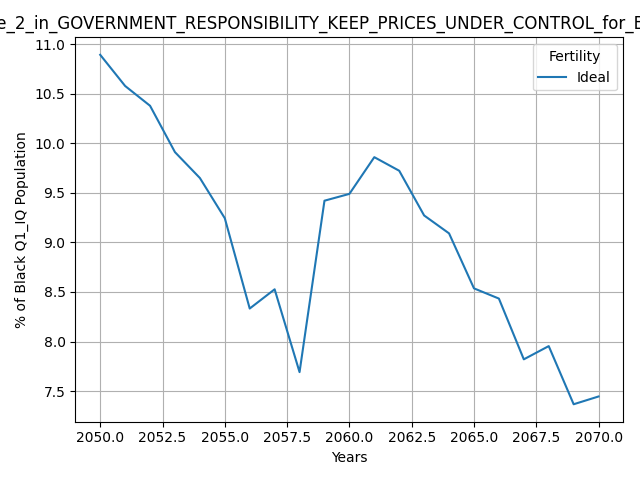 e_2_in_GOVERNMENT_RESPONSIBILITY_KEEP_PRICES_UNDER_CONTROL_for_E
11.0
Fertility
Ideal
10.5
10.0
9.5
9.0
8.5
8.0
7.5
% of Black Q1_IQ Population
2050.0 2052.5 2055.0 2057.5 2060.0 2062.5 2065.0 2067.5 2070.0
Years